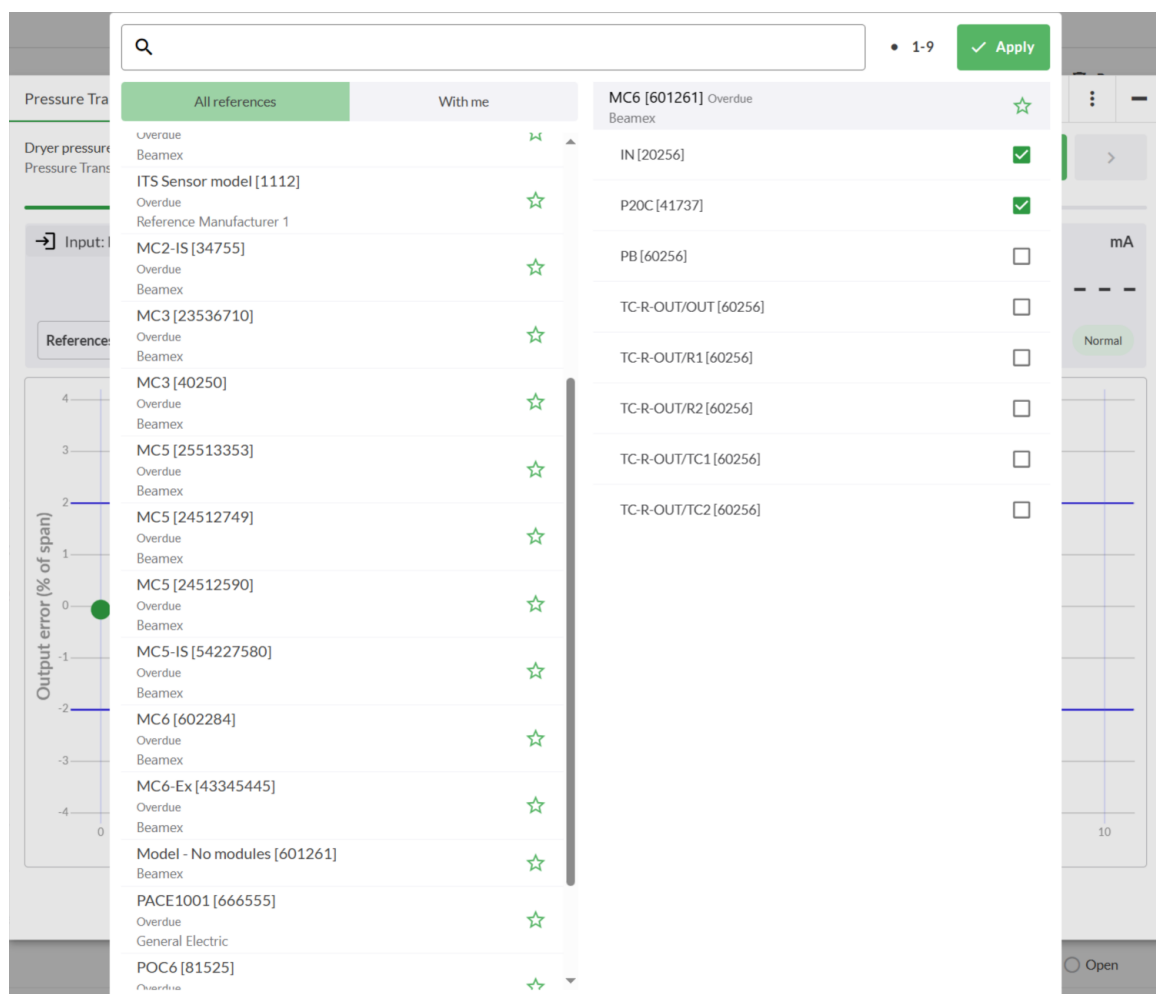 1-9
Apply
Pressure Tra
All references
With me
MC6 [601261] Overdue
Beamex
Dryer pressure
Pressure Trans
Input:
References
mA
Normal
Overdue
Beamex
ITS Sensor model [1112]
Overdue
Reference Manufacturer 1
MC2-IS [34755]
Overdue
Beamex
MC3 [23536710]
Overdue
Beamex
MC3 [40250]
Overdue
Beamex
MC5 [25513353]
Overdue
Beamex
MC5 [24512749]
Overdue
Beamex
MC5 [24512590]
Overdue
Beamex
MC5-IS [54227580]
Overdue
Beamex
MC6 [602284]
Overdue
Beamex
MC6-Ex [43345445]
Overdue
Beamex
Model - No modules [601261]
Beamex
PACE1001 [666555]
Overdue
General Electric
POC6 [81525]
Overdue
IN [20256]
P20C [41737]
PB [60256]
TC-R-OUT/OUT [60256]
TC-R-OUT/R1 [60256]
TC-R-OUT/R2 [60256]
TC-R-OUT/TC1 [60256]
TC-R-OUT/TC2 [60256]
Output error (% of span)
4
3
2
1
0
-1
-2
-3
-4
0
10
Open